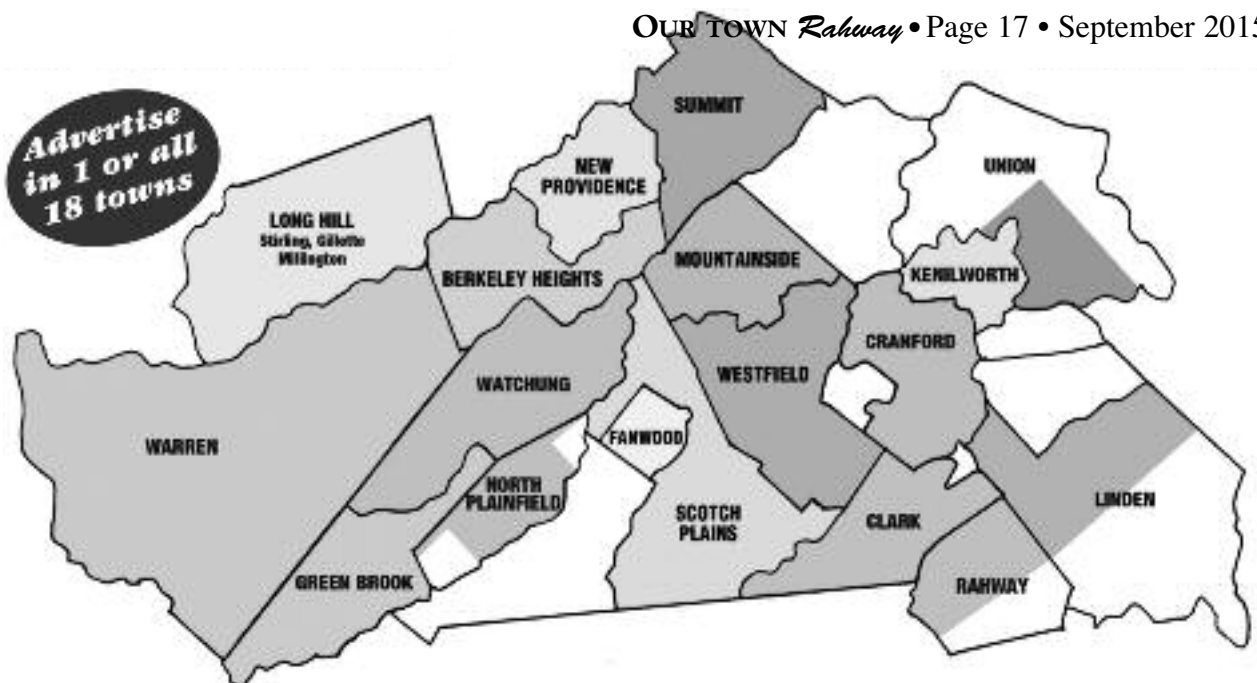 OUR TOWN Rahway • Page 17 • September 2015
Advertise
in 1 or all
18 towns
SUMMIT
UNION
NEW
PROVIDENCE
LONG HILL
Stirling, Gillette
Millington
MOUNTAINSIDE
KENILWORTH
BERKELEY HEIGHTS
CRANFORD
WATCHUNG
WESTFIELD
WARREN
FANWOOD
NORTH
PLAINFIELD
LINDEN
SCOTCH
PLAINS
CLARK
GREEN BROOK
RAHWAY